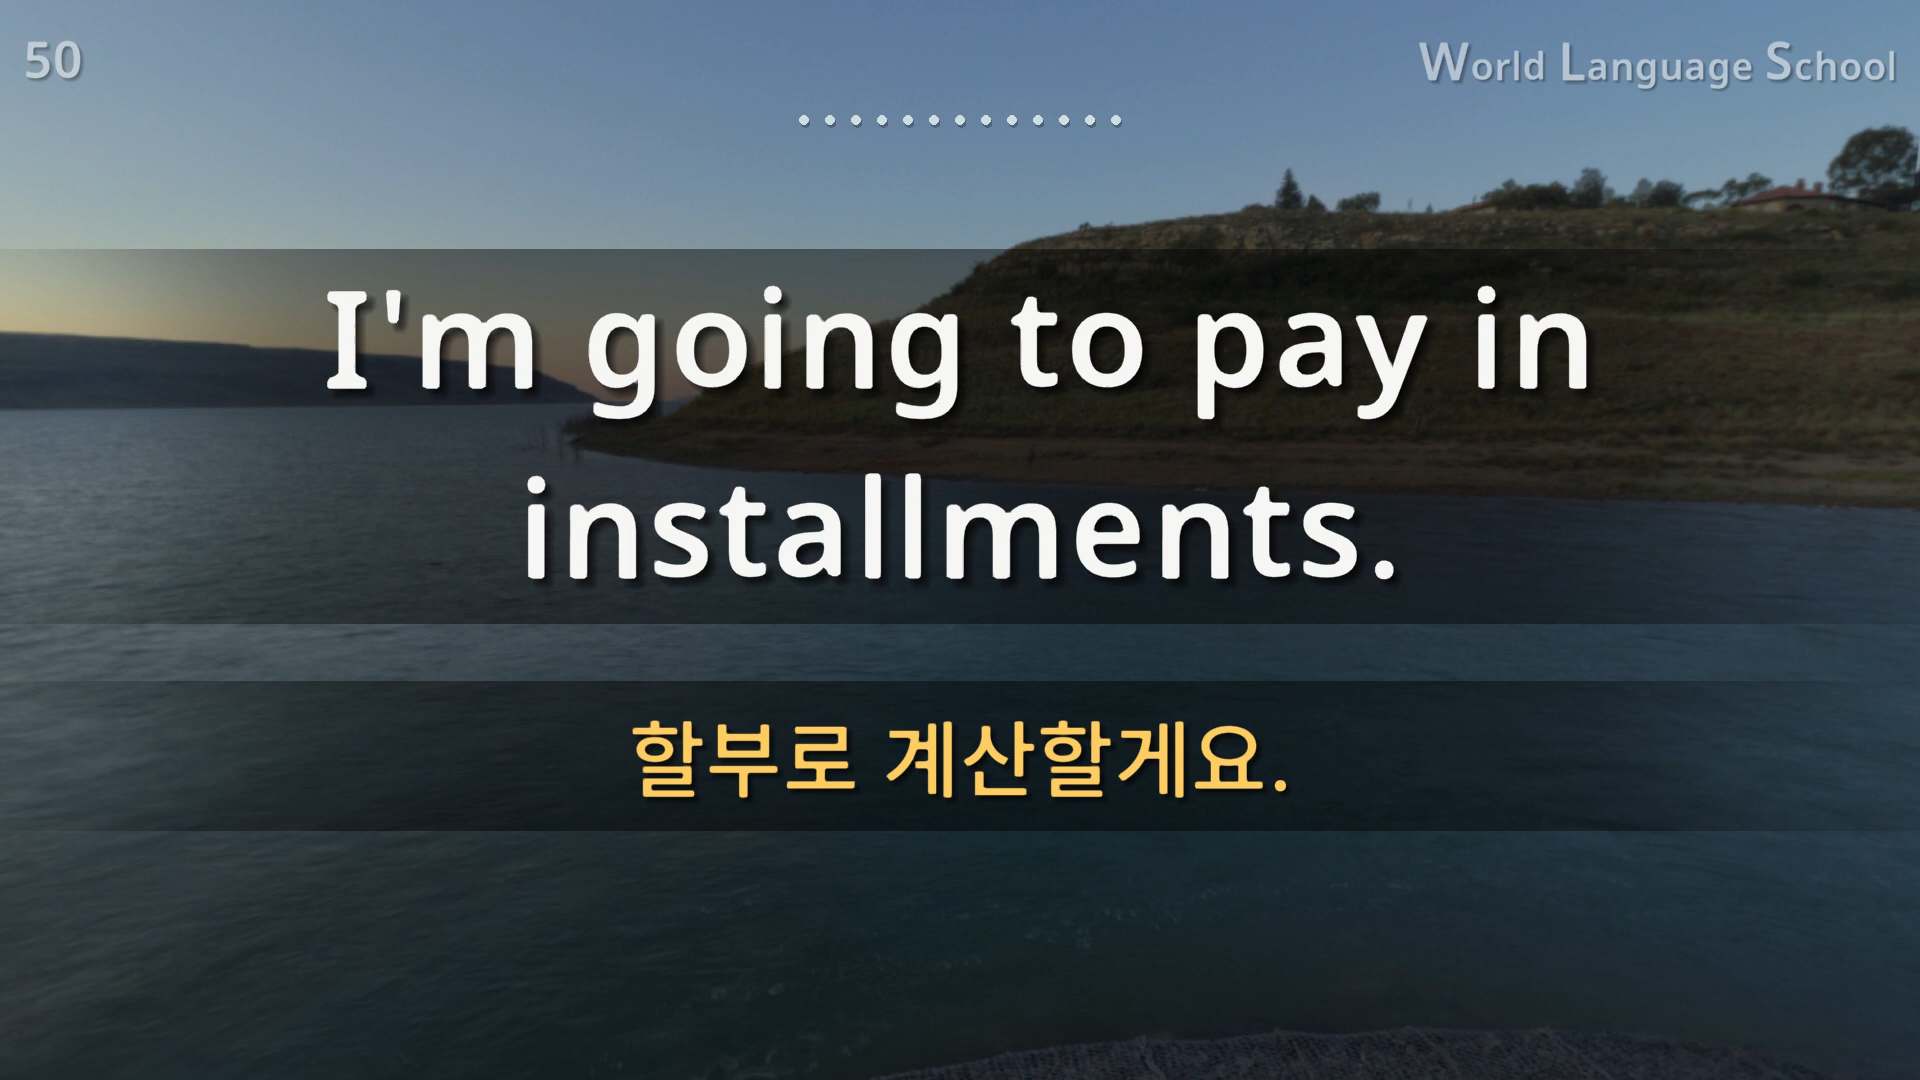 50
World Language School
I'm going to pay in
installments.
할부로 계산할게요.